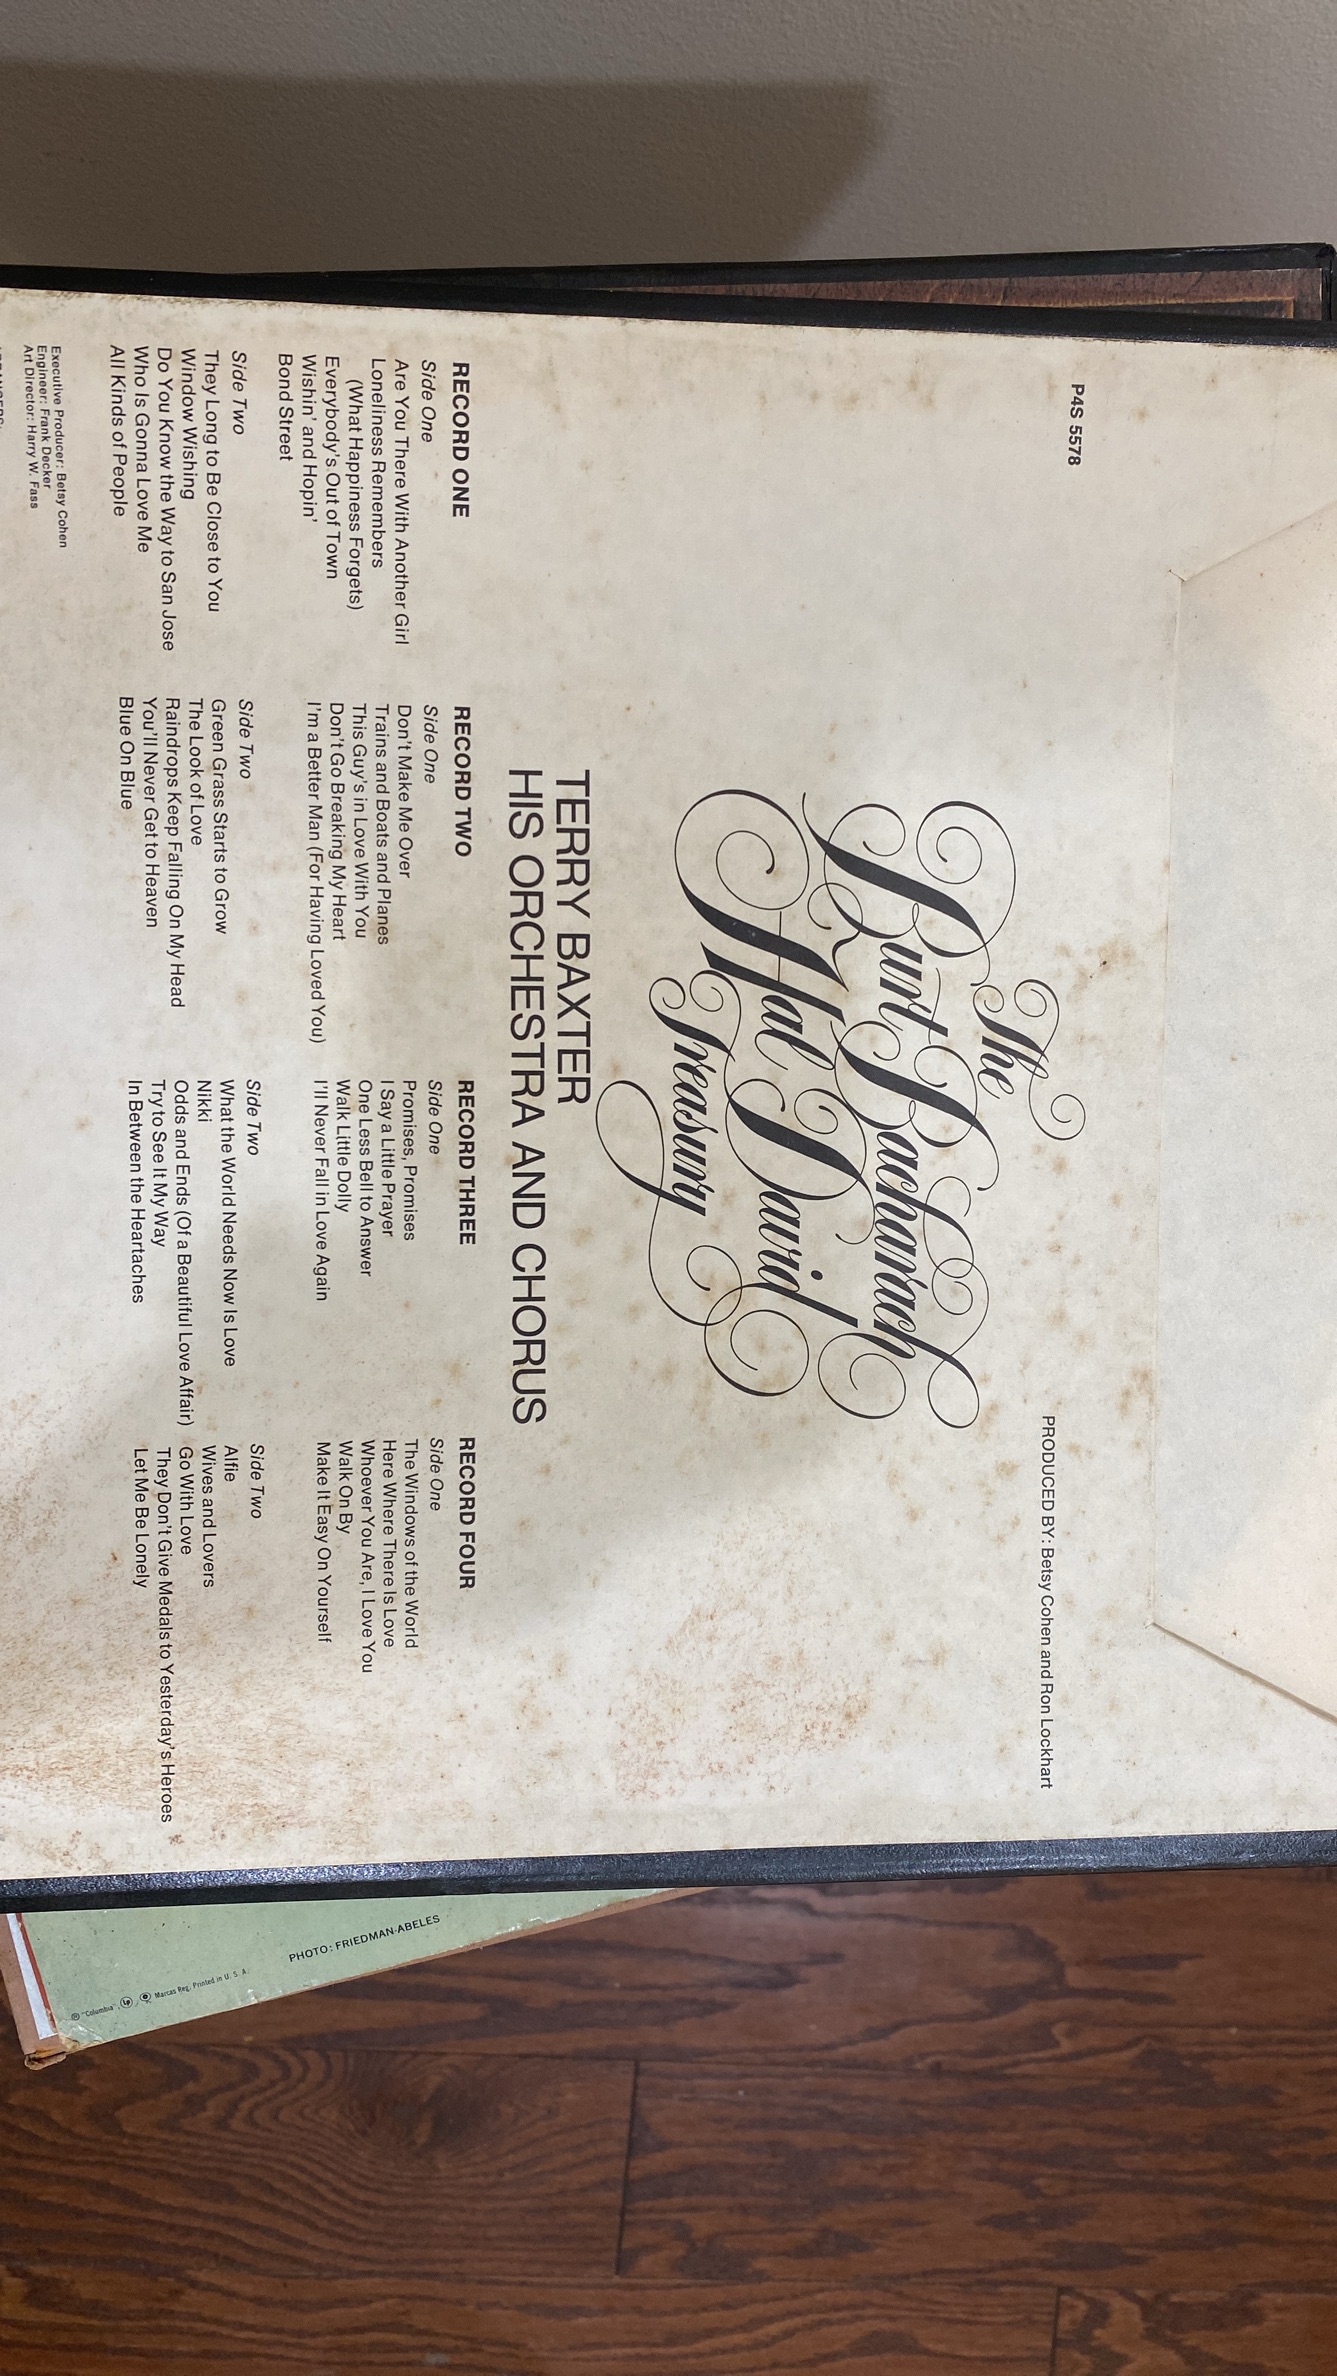 P4S 5578
PRODUCED BY: Betsy Cohen and Ron Lockhart
The
Burt Bacharach
Hal David
Treasury
TERRY BAXTER
HIS ORCHESTRA AND CHORUS
RECORD ONE
Side One
Are You There With Another Girl
Loneliness Remembers
(What Happiness Forgets)
Everybody's Out of Town
Wishin' and Hopin'
Bond Street
Side Two
They Long to Be Close to You
Window Wishing
Do You Know the Way to San Jose
Who Is Gonna Love Me
All Kinds of People
RECORD TWO
Side One
Don't Make Me Over
Trains and Boats and Planes
This Guy's in Love With You
Don't Go Breaking My Heart
I'm a Better Man (For Having Loved You)
Side Two
Green Grass Starts to Grow
The Look of Love
Raindrops Keep Falling On My Head
You'll Never Get to Heaven
Blue On Blue
RECORD THREE
Side One
Promises, Promises
I Say a Little Prayer
One Less Bell to Answer
Walk Little Dolly
I'll Never Fall in Love Again
Side Two
What the World Needs Now Is Love
Nikki
Odds and Ends (Of a Beautiful Love Affair)
Try to See It My Way
In Between the Heartaches
RECORD FOUR
Side One
The Windows of the World
Here Where There Is Love
Whoever You Are, I Love You
Walk On By
Make It Easy On Yourself
Side Two
Alfie
Wives and Lovers
Go With Love
They Don't Give Medals to Yesterday's Heroes
Let Me Be Lonely
Executive Producer: Betsy Cohen
Engineer: Frank Decker
Art Director: Harry W. Fass
PHOTO: FRIEDMAN-ABELES
® "Columbia", Marcas Reg. Printed in U. S. A.